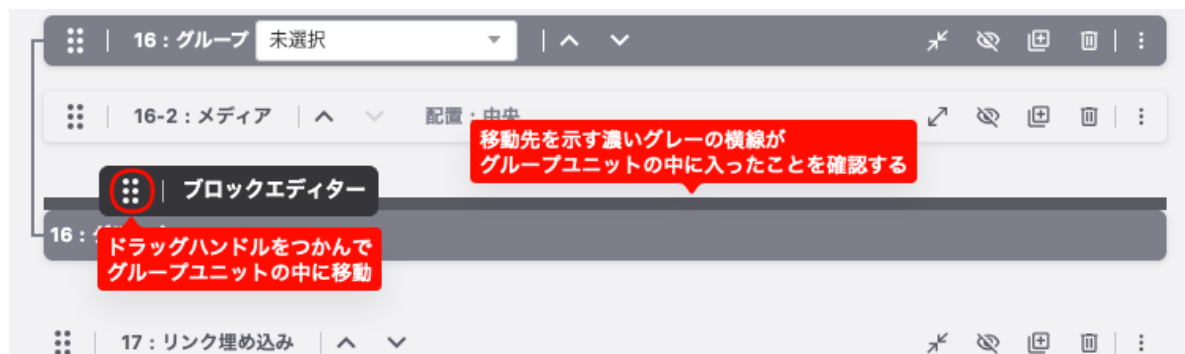 16：グループ 未選択
16-2：メディア 配置：中央
移動先を示す濃いグレーの横線が
グループユニットの中に入ったことを確認する
ブロックエディター
16：
ドラッグハンドルをつかんで
グループユニットの中に移動
17：リンク埋め込み